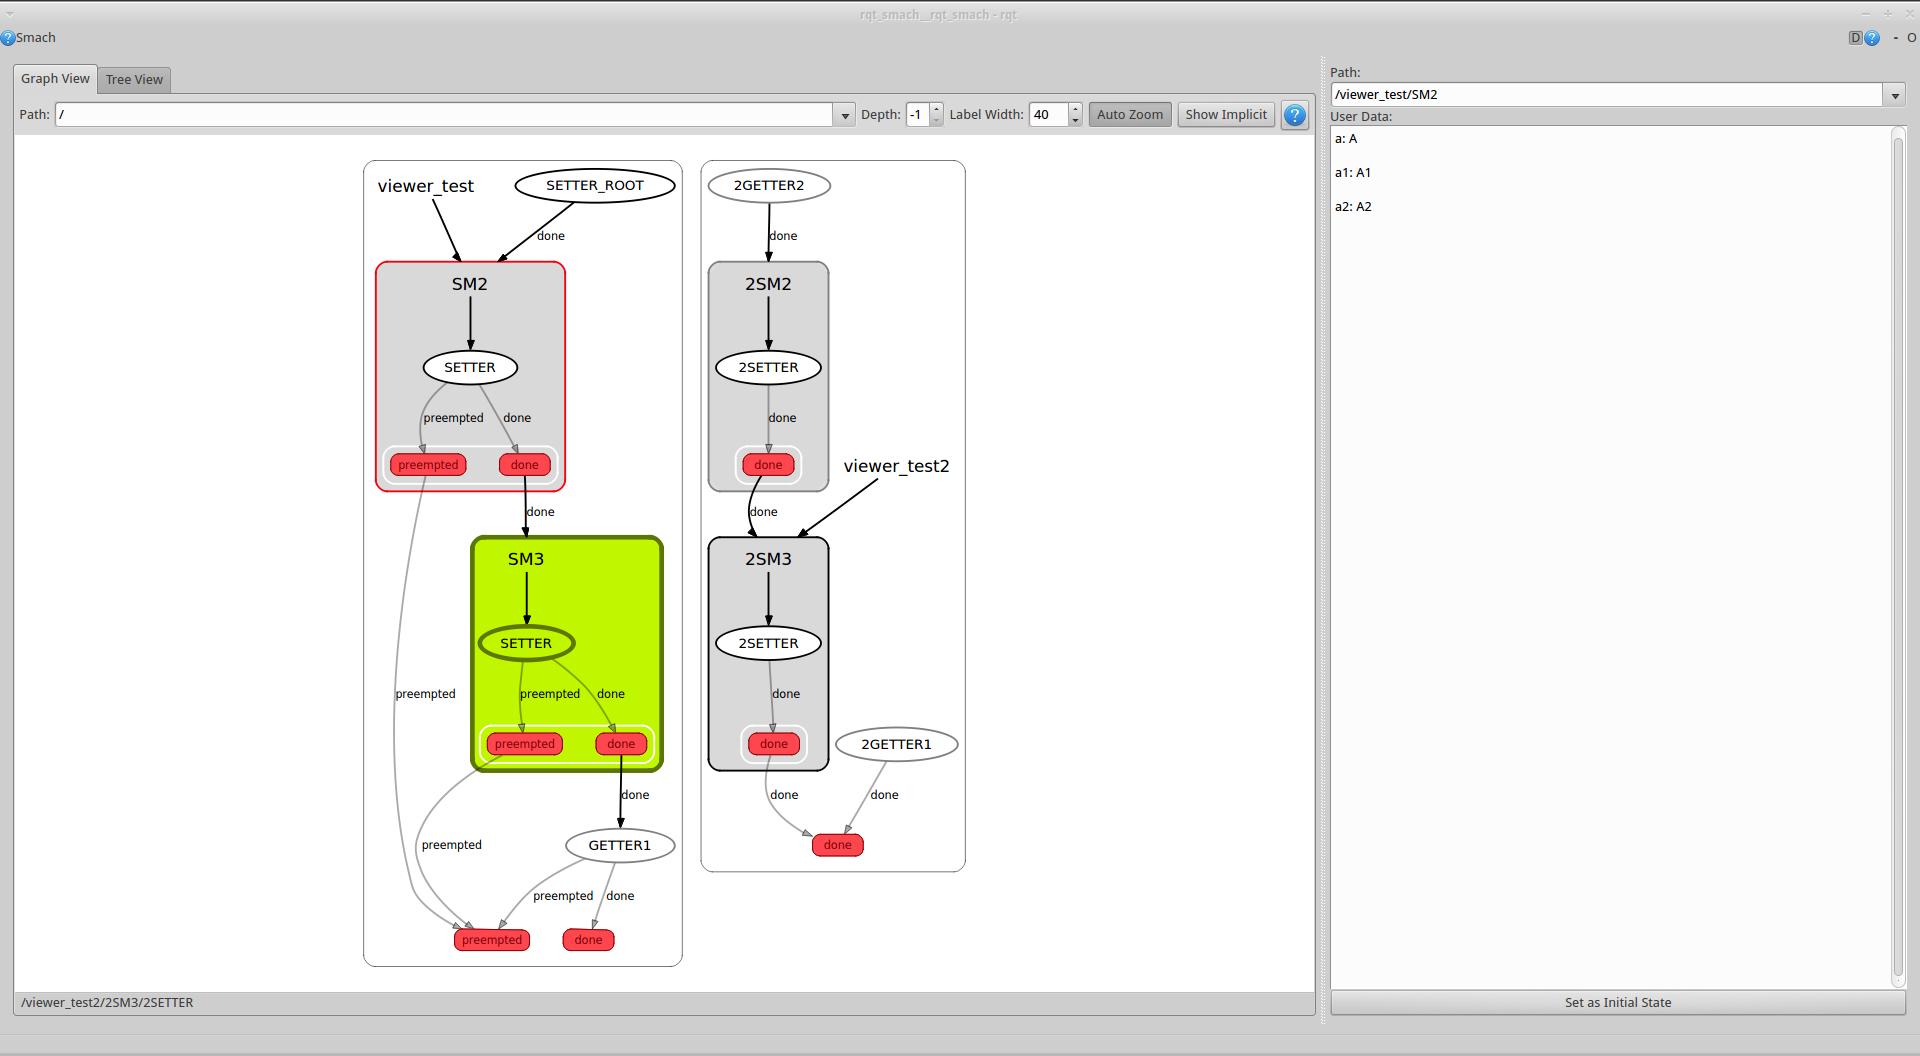 rqt_smach__rqt_smach - rqt
Smach
D ? - O
Graph View Tree View
Path: / Depth: -1 Label Width: 40 Auto Zoom Show Implicit ?
viewer_test SETTER_ROOT
done
SM2
SETTER
preempted done
preempted done
done
SM3
SETTER
preempted preempted done
preempted done
done
preempted GETTER1
preempted done
preempted done
2GETTER2
done
2SM2
2SETTER
done
done
viewer_test2
done
2SM3
2SETTER
done
done 2GETTER1
done done
done
/viewer_test2/2SM3/2SETTER
Path:
/viewer_test/SM2
User Data:
a: A
a1: A1
a2: A2
Set as Initial State